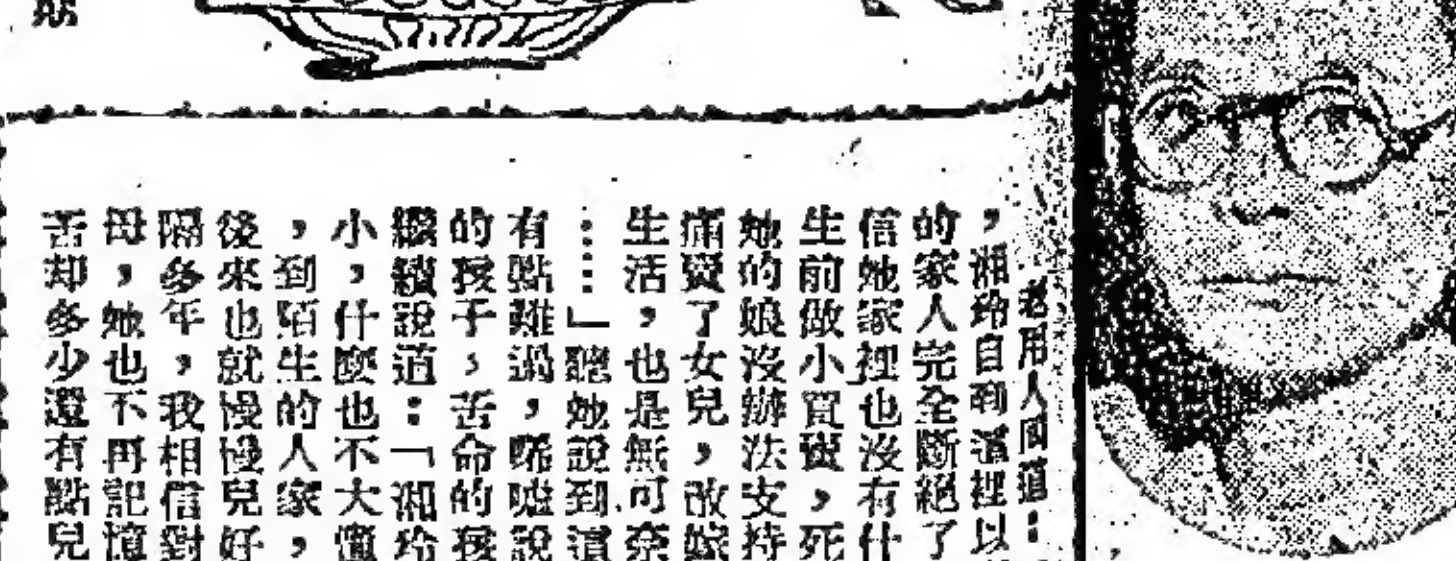 老用人回道：
，湘玲自到這裡以
的家人完全斷絕了
信她家裡也沒有什
生前做小買賣，死
她的娘沒辦法支持
痛賣了女兒，改嫁
生活，也是無可奈
……」聽她說到這
有點難過，唏噓說
的孩子，苦命的孩
繼續說道：「湘玲
小，什麼也不大懂
，到陌生的人家，
後來也就慢慢兒好
隔多年，我相信對
母，她也不再記憶
苦却多少還有點兒